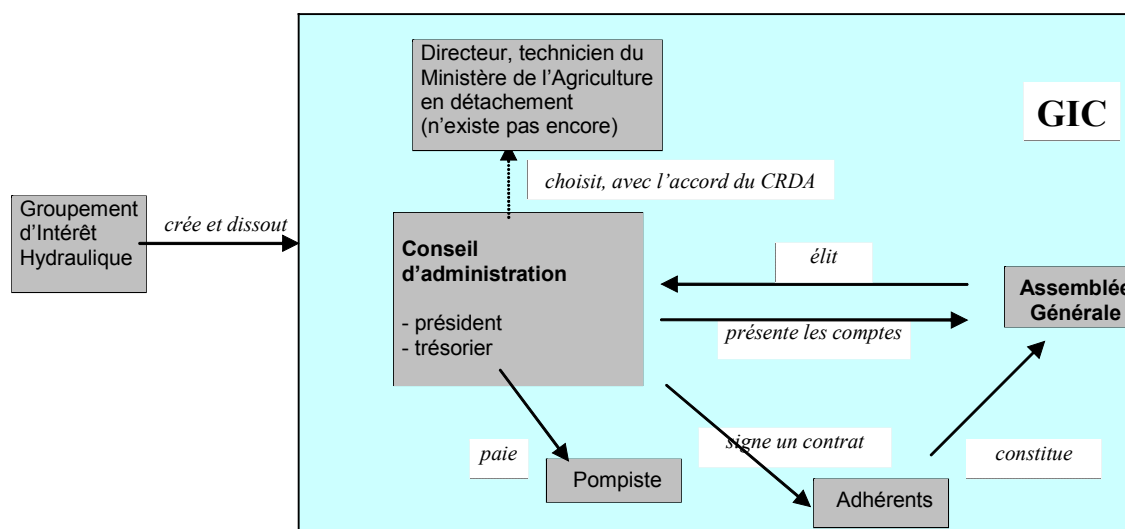 Directeur, technicien du
Ministère de l'Agriculture
en détachement
(n'existe pas encore)
GIC
choisit, avec l'accord du CRDA
Groupement
d'Intérêt
Hydraulique
crée et dissout
Conseil
d'administration
- président
- trésorier
élit
Assemblée
Générale
présente les comptes
paie
signe un contrat
constitue
Pompiste
Adhérents